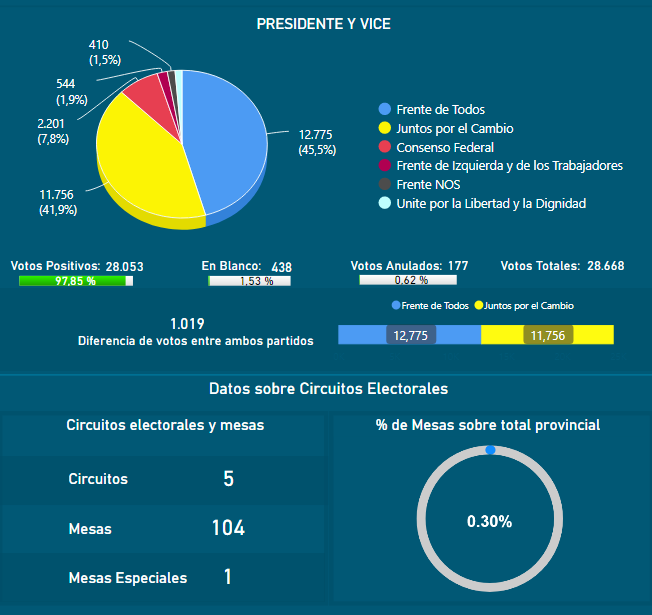 PRESIDENTE Y VICE
410
(1,5%)
544
(1,9%)
2.201
(7,8%)
11.756
(41,9%)
12.775
(45,5%)
Frente de Todos
Juntos por el Cambio
Consenso Federal
Frente de Izquierda y de los Trabajadores
Frente NOS
Unite por la Libertad y la Dignidad
Votos Positivos: 28.053
97,85 %
En Blanco: 438
1,53 %
Votos Anulados: 177
0.62 %
Votos Totales: 28.668
1.019
Diferencia de votos entre ambos partidos
Frente de Todos Juntos por el Cambio
12,775 11,756
Datos sobre Circuitos Electorales
Circuitos electorales y mesas
Circuitos 5
Mesas 104
Mesas Especiales 1
% de Mesas sobre total provincial
0.30%